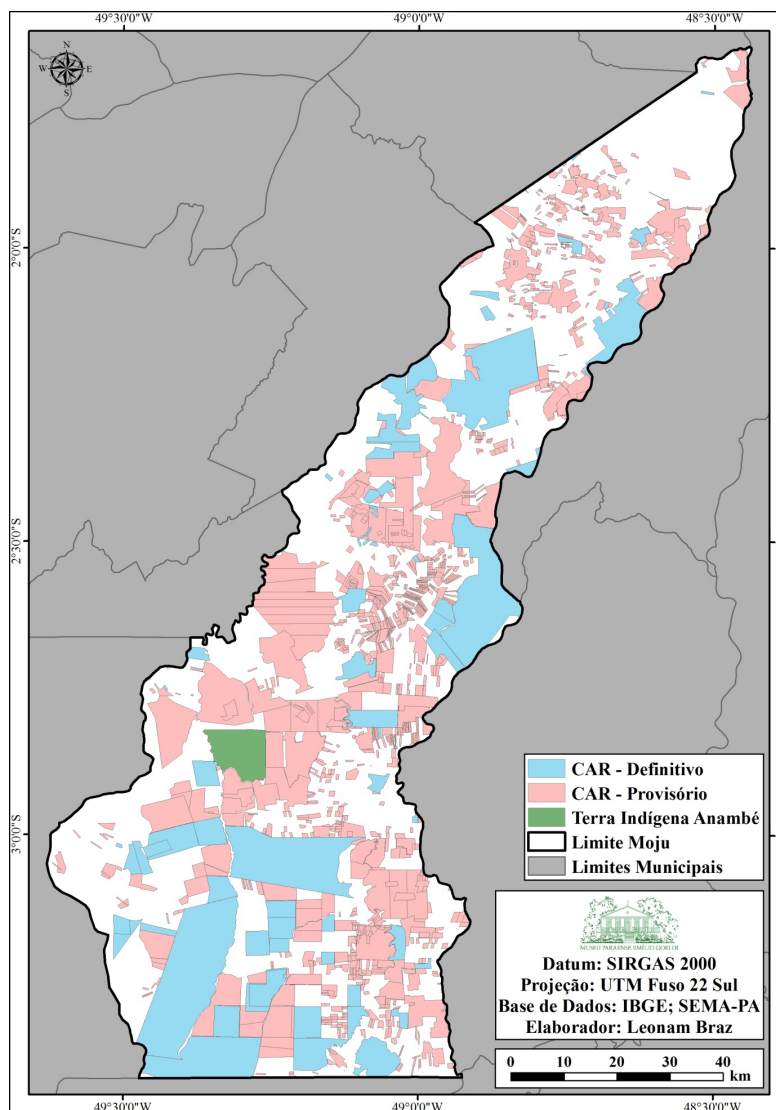 49°30'0"W 49°0'0"W 48°30'0"W
N
W E
S
2°0'0"S
2°30'0"S
3°0'0"S
CAR - Definitivo
CAR - Provisório
Terra Indígena Anambé
Limite Moju
Limites Municipais
MUSEU PARAENSE EMÍLIO GOELDI
Datum: SIRGAS 2000
Projeção: UTM Fuso 22 Sul
Base de Dados: IBGE; SEMA-PA
Elaborador: Leonam Braz
0 10 20 30 40
km
49°30'0"W 49°0'0"W 48°30'0"W